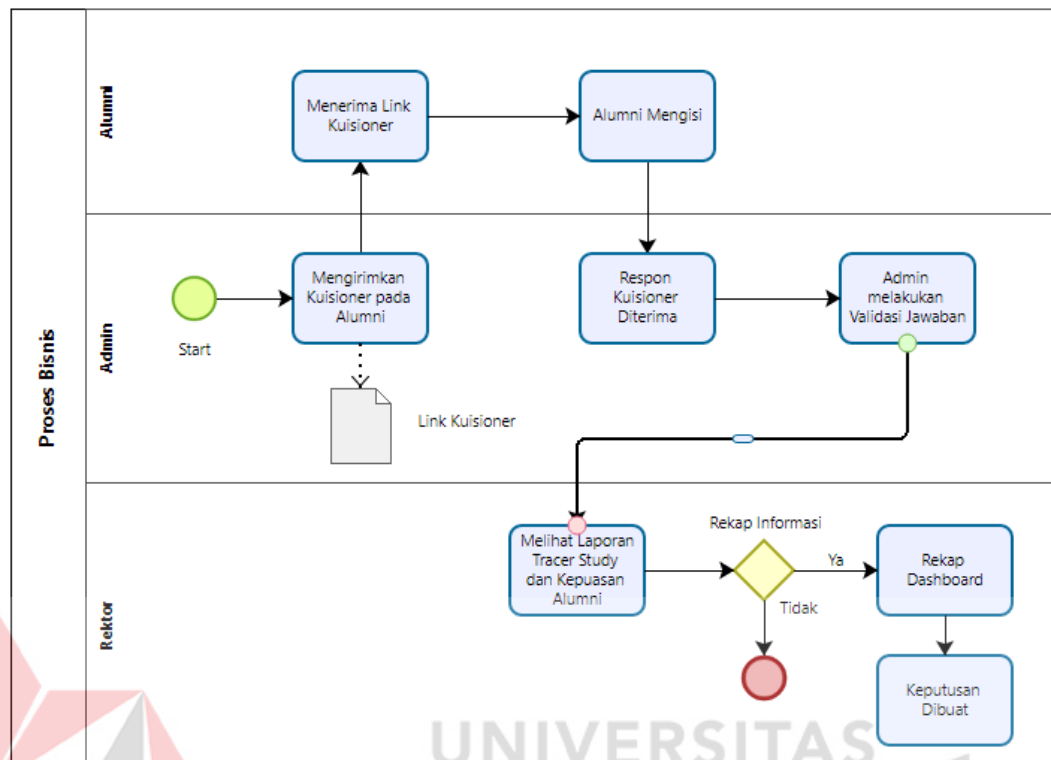 Proses Bisnis
Alumni
Menerima Link
Kuisioner
Alumni Mengisi
Admin
Start
Mengirimkan
Kuisioner pada
Alumni
Link Kuisioner
Respon
Kuisioner
Diterima
Admin
melakukan
Validasi Jawaban
Rektor
Melihat Laporan
Tracer Study
dan Kepuasan
Alumni
Rekap Informasi
Ya
Tidak
Rekap
Dashboard
Keputusan
Dibuat
UNIVERSITAS